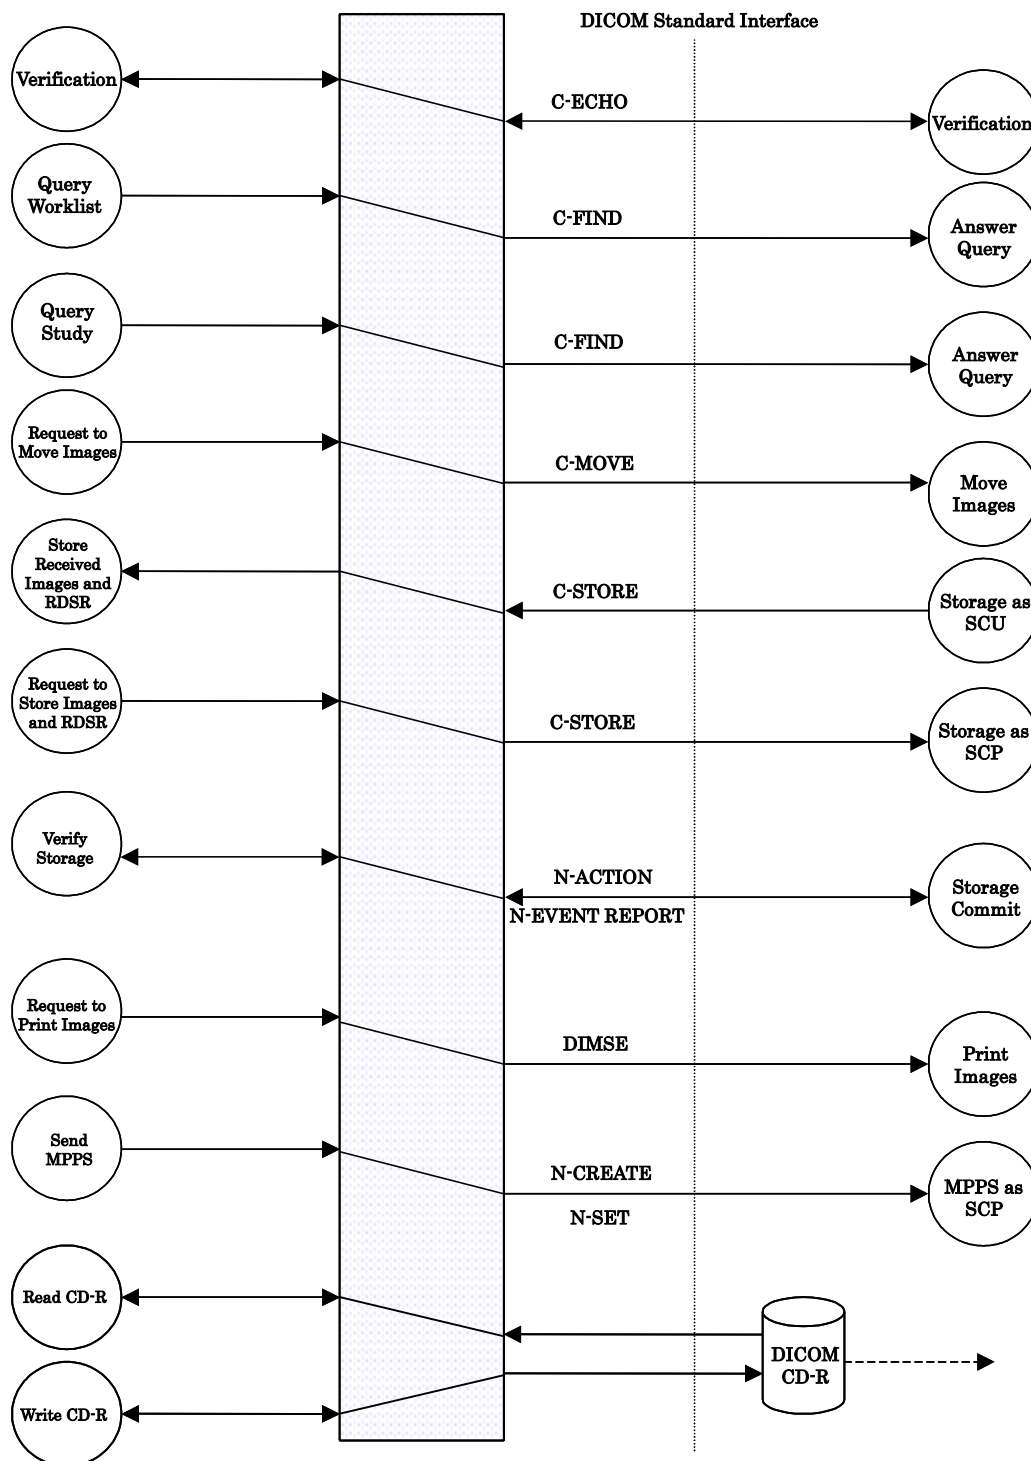 DICOM Standard Interface
Verification
C-ECHO
Verification
Query
Worklist
C-FIND
Answer
Query
Query
Study
C-FIND
Answer
Query
Request to
Move Images
C-MOVE
Move
Images
Store
Received
Images and
RDSR
C-STORE
Storage as
SCU
Request to
Store Images
and RDSR
C-STORE
Storage as
SCP
Verify
Storage
N-ACTION
N-EVENT REPORT
Storage
Commit
Request to
Print Images
DIMSE
Print
Images
Send
MPPS
N-CREATE
N-SET
MPPS as
SCP
Read CD-R
DICOM
CD-R
Write CD-R